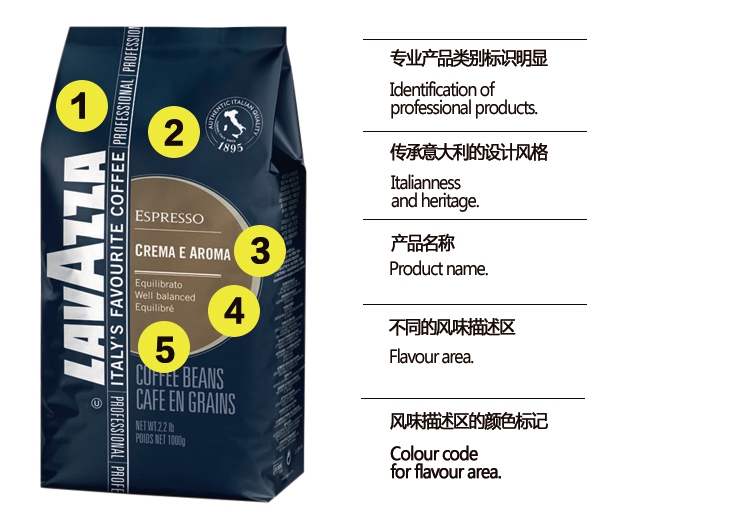 1
2
3
4
5
LAVAZZA
ITALY'S FAVOURITE COFFEE
PROFESSIONAL
PROFESSIONAL
AUTHENTIC ITALIAN QUALITY
1895
ESPRESSO
CREMA E AROMA
Equilibrato
Well balanced
Equilibré
COFFEE BEANS
CAFE EN GRAINS
NET WT.2.2 lb
POIDS NET 1000g
U
专业产品类别标识明显
Identification of
professional products.
传承意大利的设计风格
Italianness
and heritage.
产品名称
Product name.
不同的风味描述区
Flavour area.
风味描述区的颜色标记
Colour code
for flavour area.